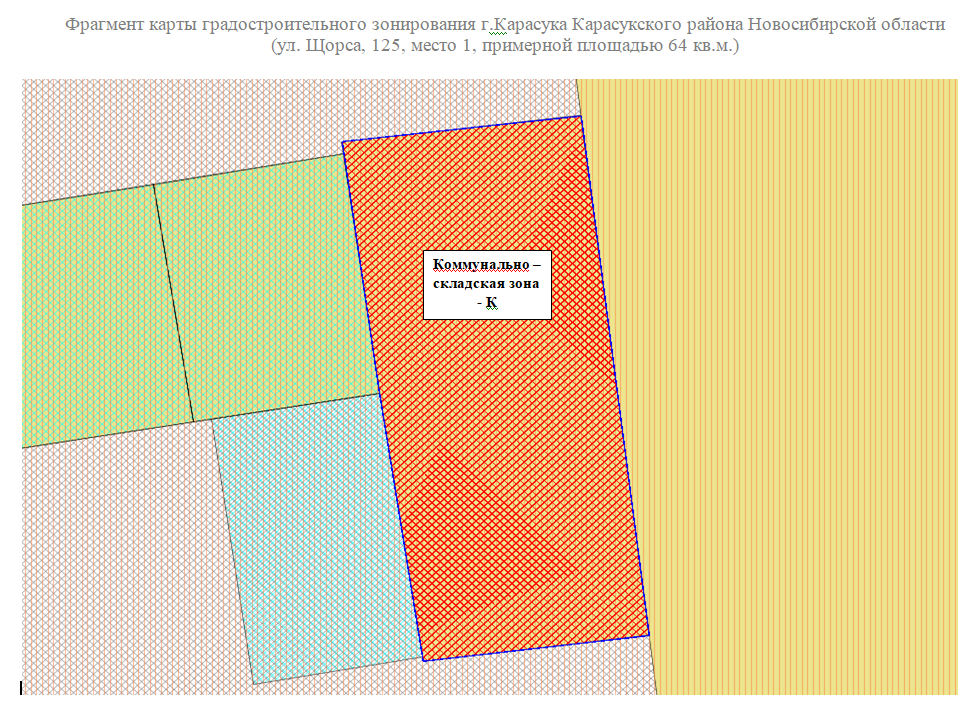 Фрагмент карты градостроительного зонирования г.Карасука Карасукского района Новосибирской области
(ул. Щорса, 125, место 1, примерной площадью 64 кв.м.)
Коммунально –
складская зона
- К